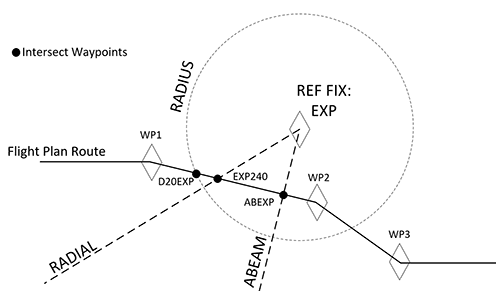 Intersect Waypoints
RADIUS
REF FIX:
EXP
WP1
Flight Plan Route
D20EXP
EXP240
WP2
ABEXP
WP3
RADIAL
ABEAM